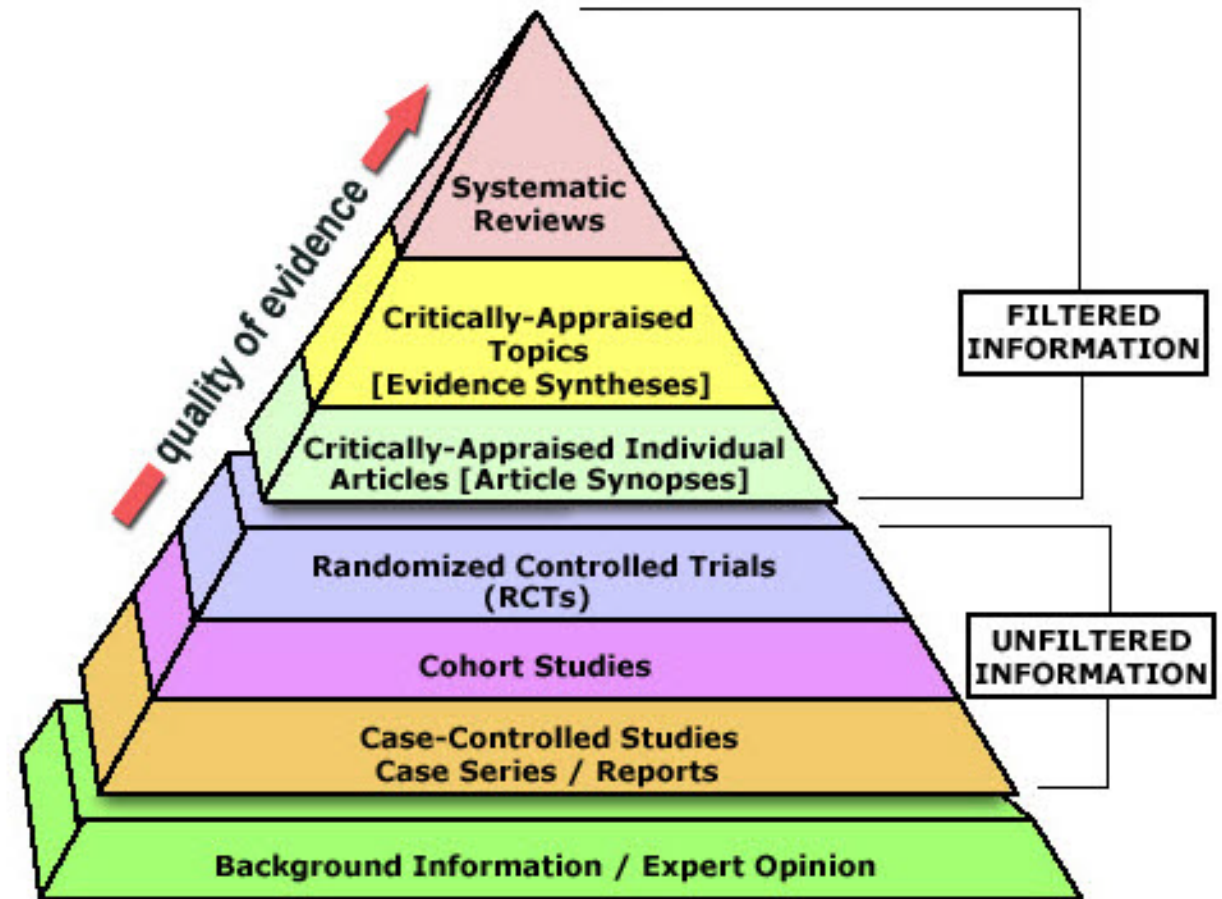 quality of evidence
Systematic
Reviews
Critically-Appraised
Topics
[Evidence Syntheses]
Critically-Appraised Individual
Articles [Article Synopses]
FILTERED
INFORMATION
Randomized Controlled Trials
(RCTs)
Cohort Studies
Case-Controlled Studies
Case Series / Reports
UNFILTERED
INFORMATION
Background Information / Expert Opinion